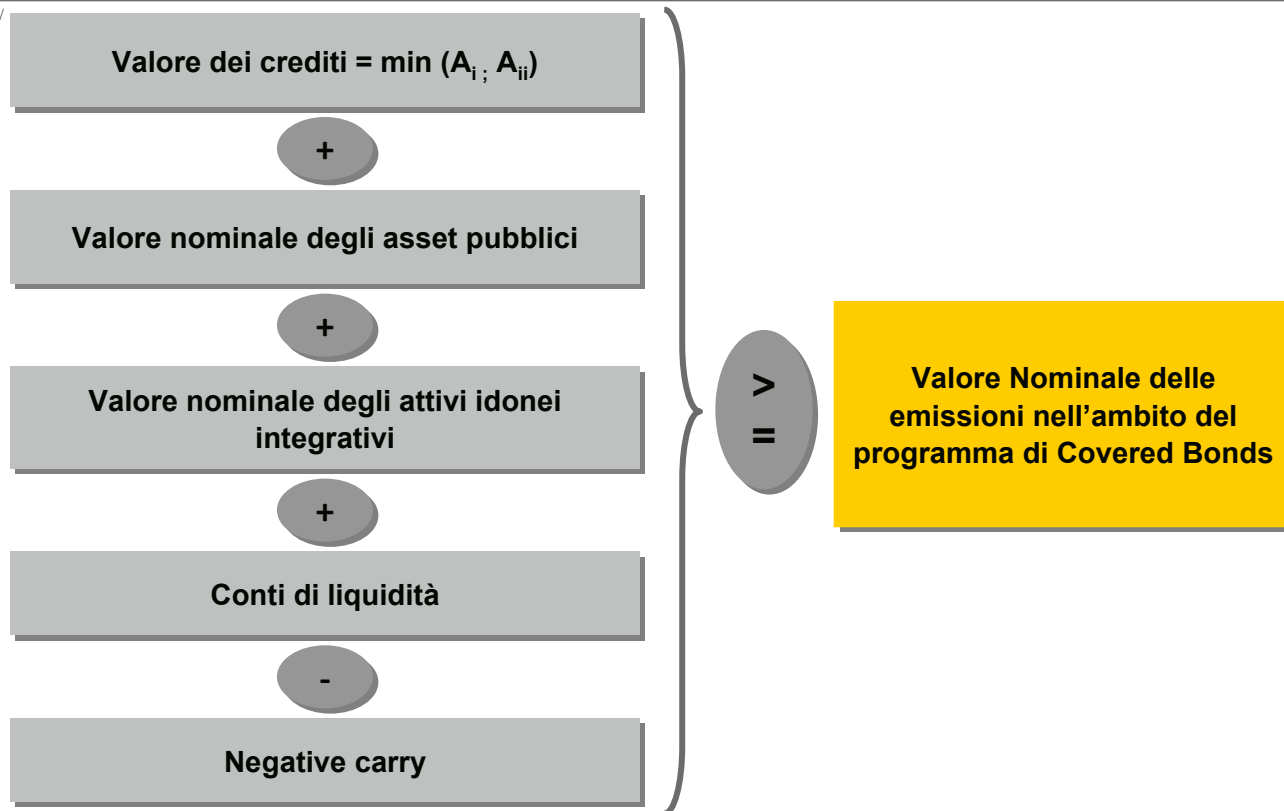 Valore dei crediti = min (Ai ; Aii)
+
Valore nominale degli asset pubblici
+
Valore nominale degli attivi idonei
integrativi
+
Conti di liquidità
-
Negative carry
>
=
Valore Nominale delle
emissioni nell'ambito del
programma di Covered Bonds